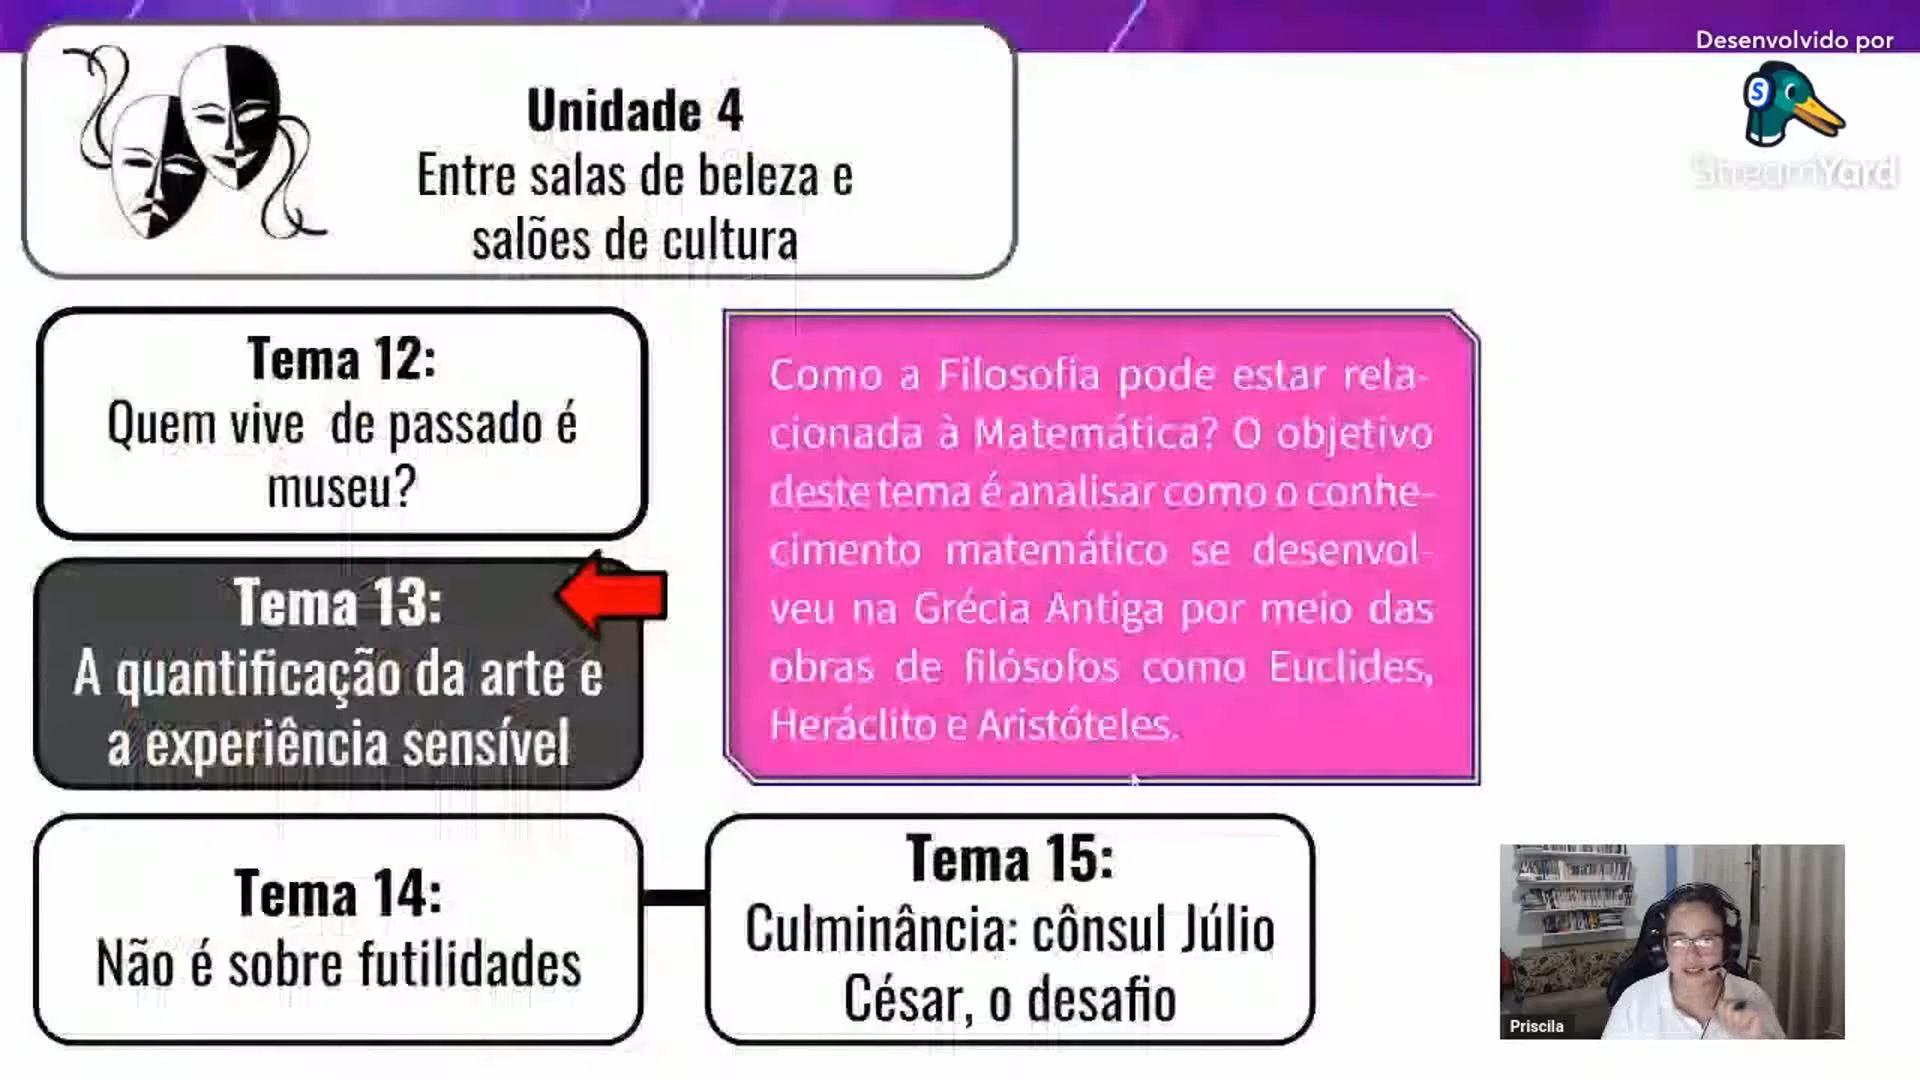 Desenvolvido por
S
StreamYard
Unidade 4
Entre salas de beleza e
salões de cultura
Tema 12:
Quem vive de passado é
museu?
Tema 13:
A quantificação da arte e
a experiência sensível
Como a Filosofia pode estar rela-
cionada à Matemática? O objetivo
deste tema é analisar como o conhe-
cimento matemático se desenvol-
veu na Grécia Antiga por meio das
obras de filósofos como Euclides,
Heráclito e Aristóteles.
Tema 14:
Não é sobre futilidades
Tema 15:
Culminância: cônsul Júlio
César, o desafio
Priscila